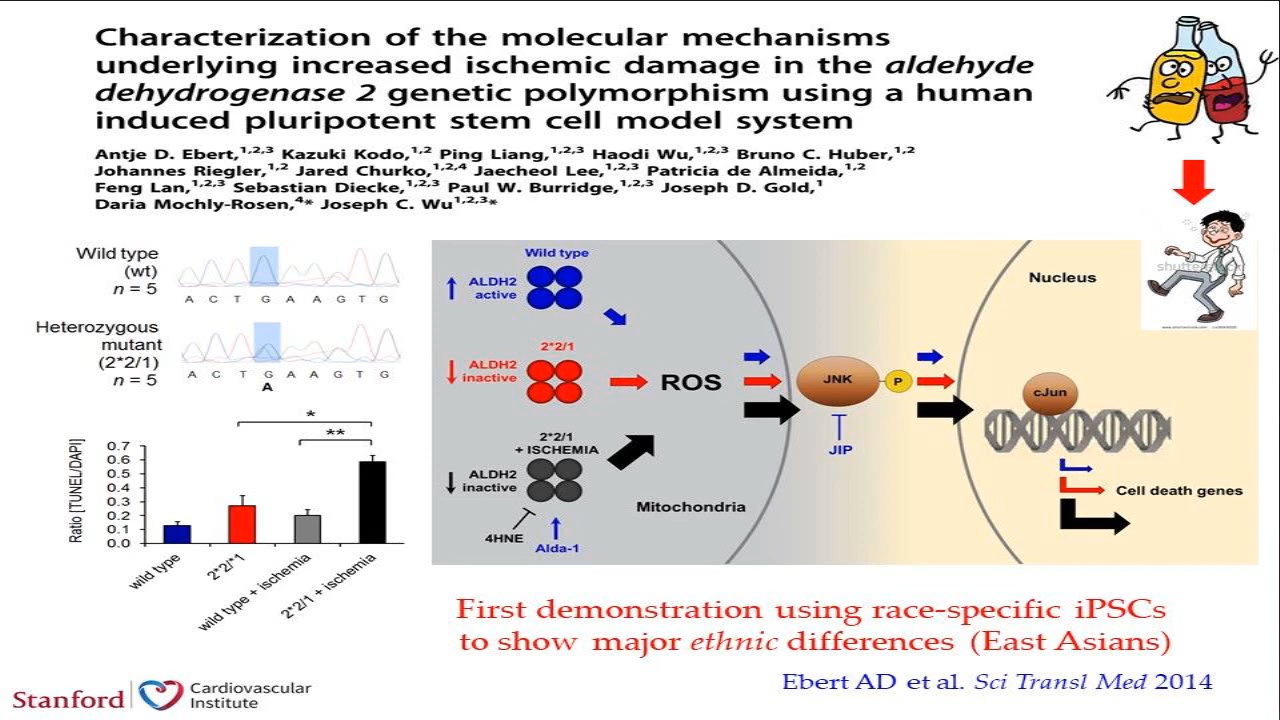 Characterization of the molecular mechanisms
underlying increased ischemic damage in the aldehyde
dehydrogenase 2 genetic polymorphism using a human
induced pluripotent stem cell model system
Antje D. Ebert,1,2,3 Kazuki Kodo,1,2 Ping Liang,1,2,3 Haodi Wu,1,2,3 Bruno C. Huber,1,2
Johannes Riegler,1,2 Jared Churko,1,2,4 Jaecheol Lee,1,2,3 Patricia de Almeida,1,2
Feng Lan,1,2,3 Sebastian Diecke,1,2,3 Paul W. Burridge,1,2,3 Joseph D. Gold,1
Daria Mochly-Rosen,4* Joseph C. Wu1,2,3*
Wild type
(wt)
n = 5
A C T G A A G T G
Heterozygous
mutant
(2*2/1)
n = 5
A C T G A A G T G
A
*
**
Ratio [TUNEL/DAPI]
0.7
0.6
0.5
0.4
0.3
0.2
0.1
0.0
wild type
2*2/*1
wild type + ischemia
2*2/1 + ischemia
Wild type
ALDH2
active
2*2/1
ALDH2
inactive
2*2/1
+ ISCHEMIA
ALDH2
inactive
4HNE
Alda-1
ROS
Mitochondria
JNK
P
JIP
Nucleus
cJun
Cell death genes
First demonstration using race-specific iPSCs
to show major ethnic differences (East Asians)
Ebert AD et al. Sci Transl Med 2014
Stanford
Cardiovascular
Institute